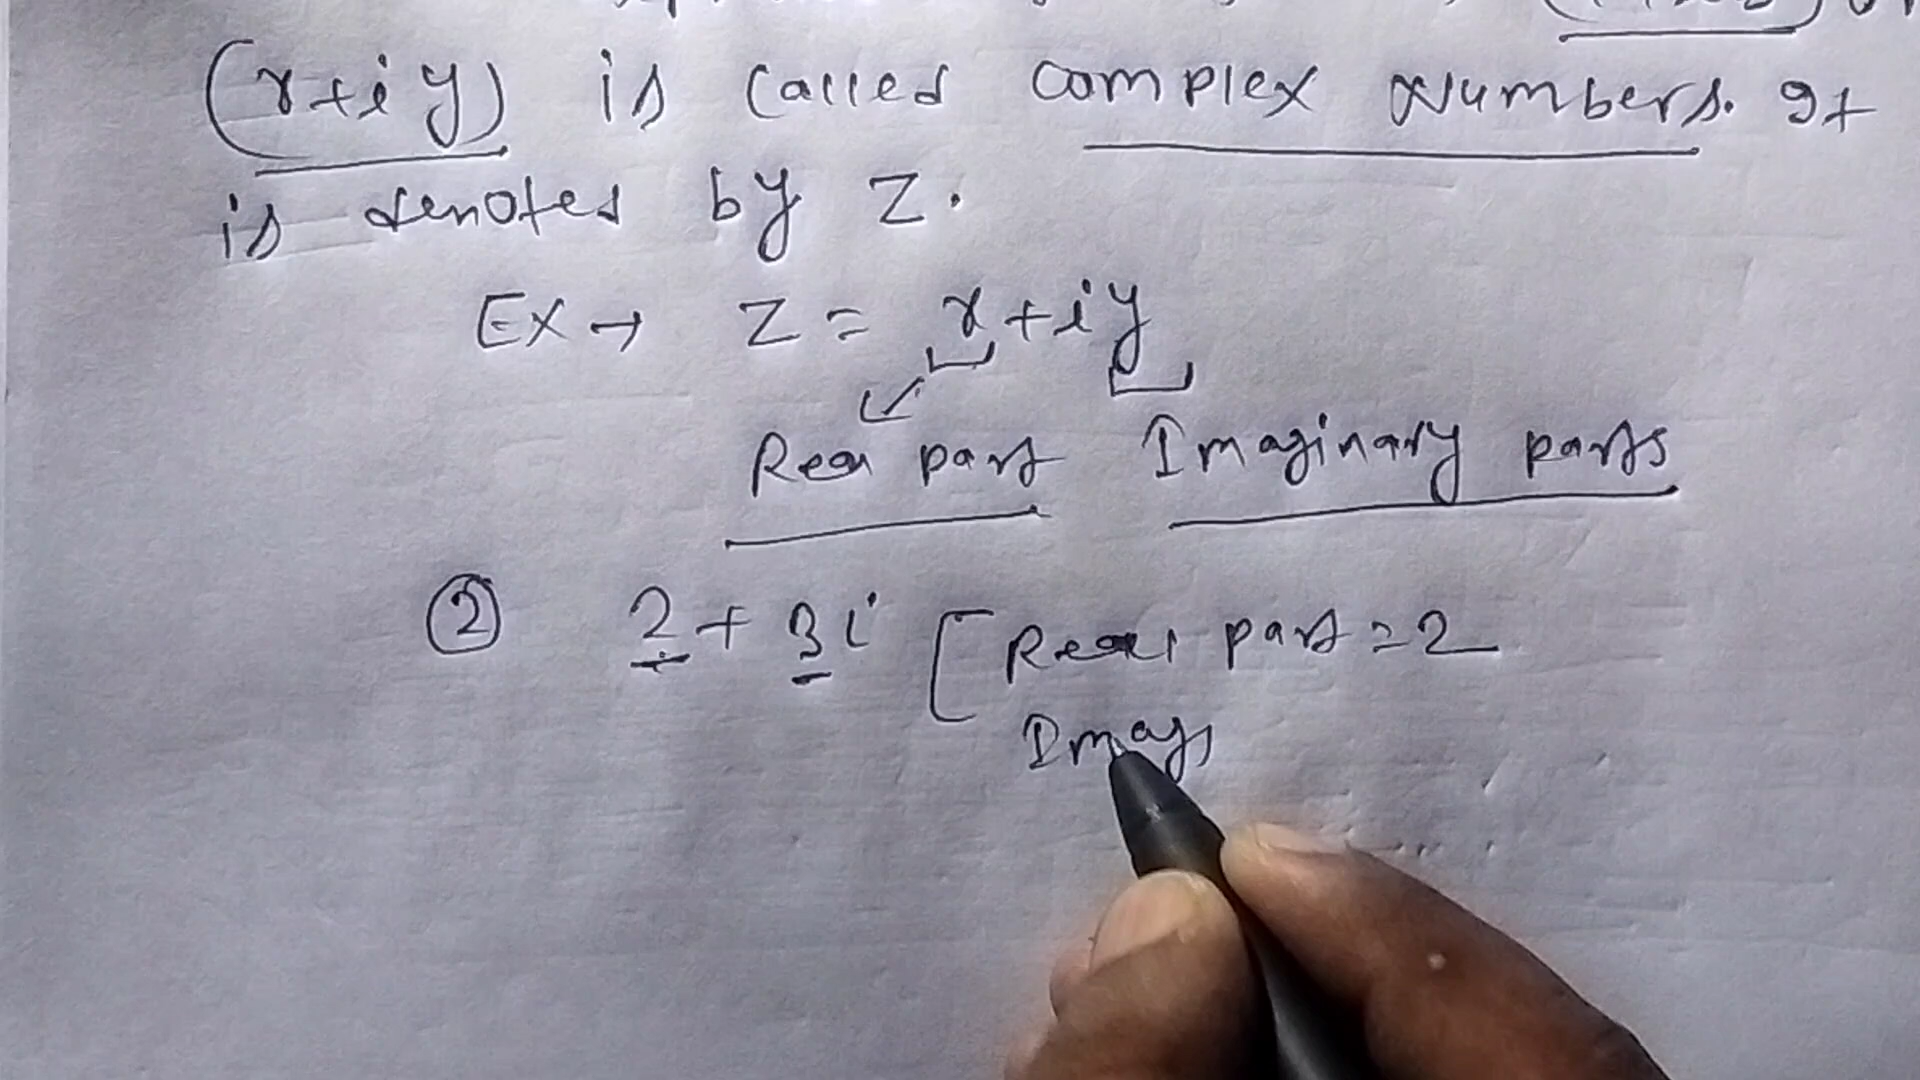 (x+iy) is called complex Numbers. It
is denoted by Z.
Ex → Z = x+iy
Real part Imaginary parts
② 2 + 3i [Real part = 2
Imag